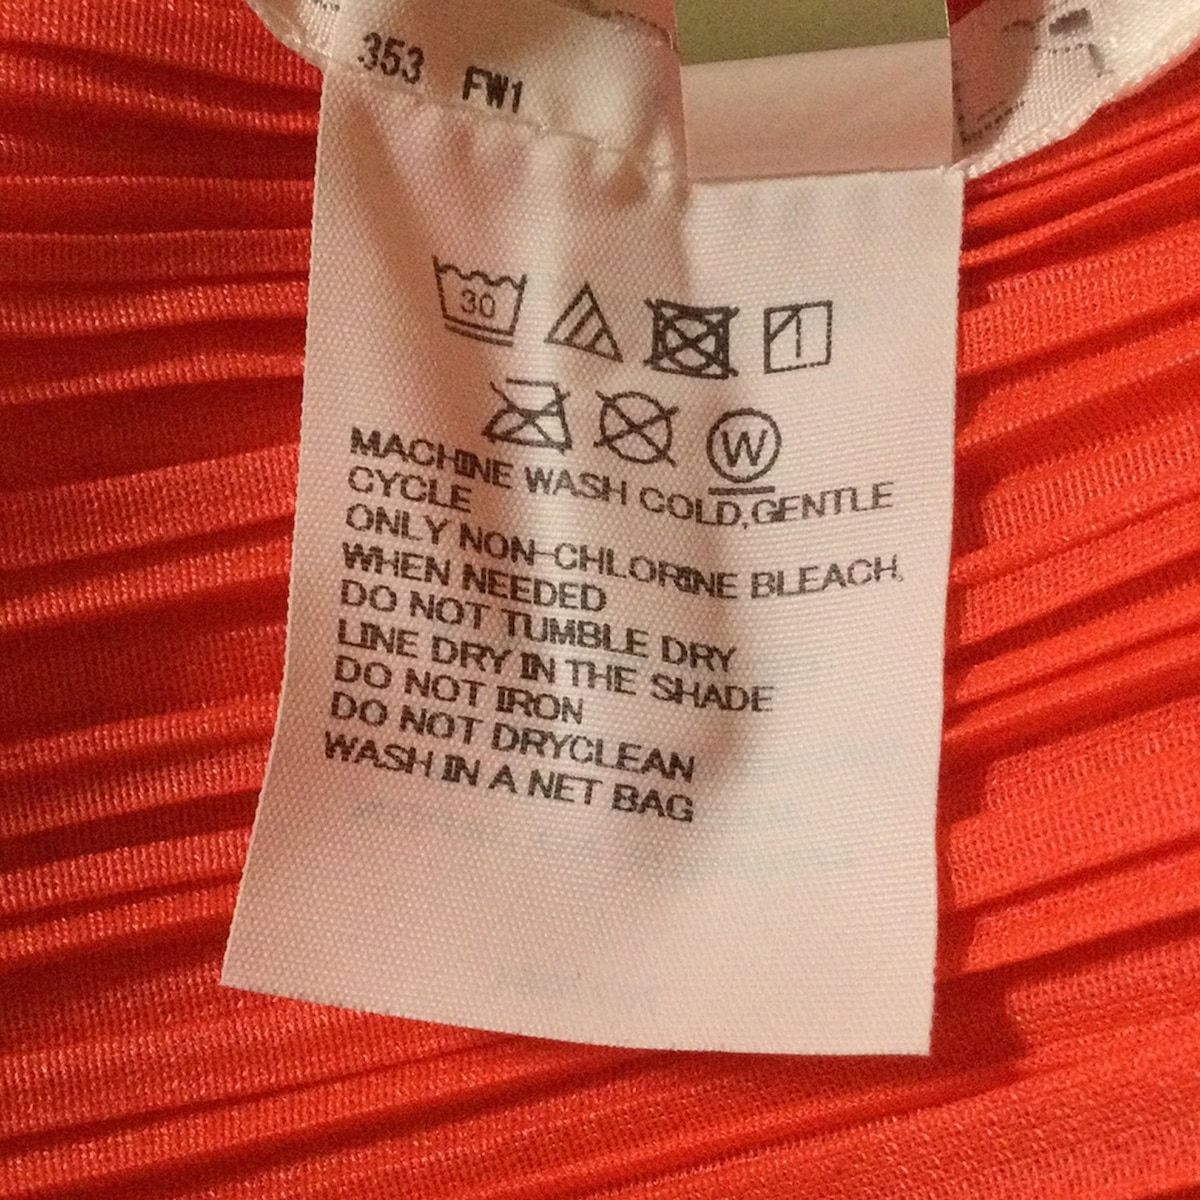 353 FW1
30
W
MACHINE WASH COLD,GENTLE
CYCLE
ONLY NON-CHLORINE BLEACH,
WHEN NEEDED
DO NOT TUMBLE DRY
LINE DRY IN THE SHADE
DO NOT IRON
DO NOT DRYCLEAN
WASH IN A NET BAG